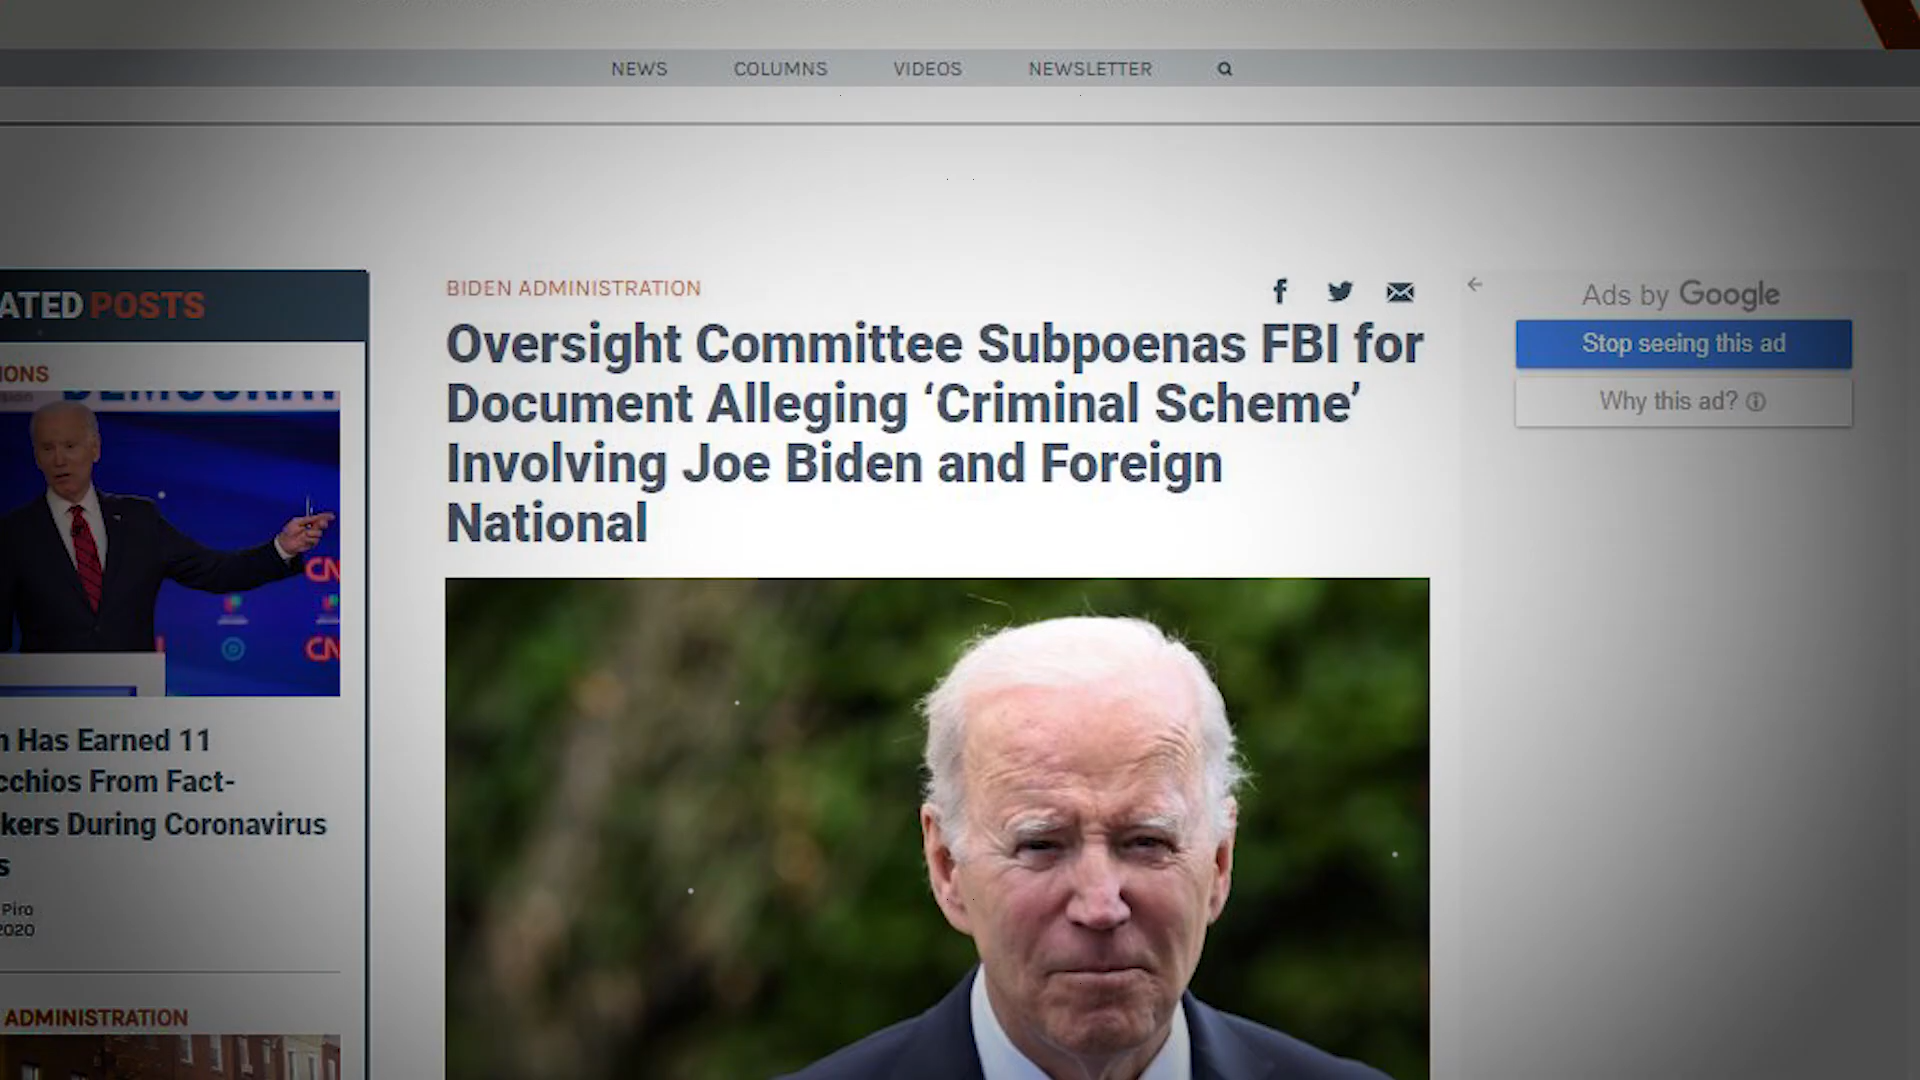 NEWS COLUMNS VIDEOS NEWSLETTER
ATED POSTS
IONS
CN
CN
n Has Earned 11
cchios From Fact-
kers During Coronavirus
s
Piro
2020
ADMINISTRATION
BIDEN ADMINISTRATION
Oversight Committee Subpoenas FBI for
Document Alleging ‘Criminal Scheme’
Involving Joe Biden and Foreign
National
Ads by Google
Stop seeing this ad
Why this ad?